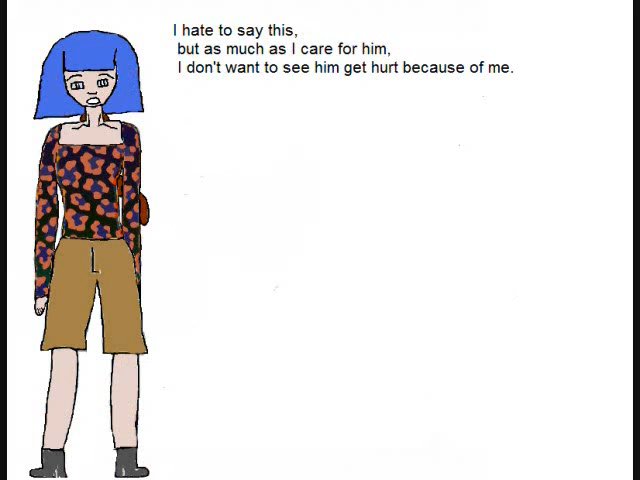 I hate to say this,
but as much as I care for him,
I don't want to see him get hurt because of me.